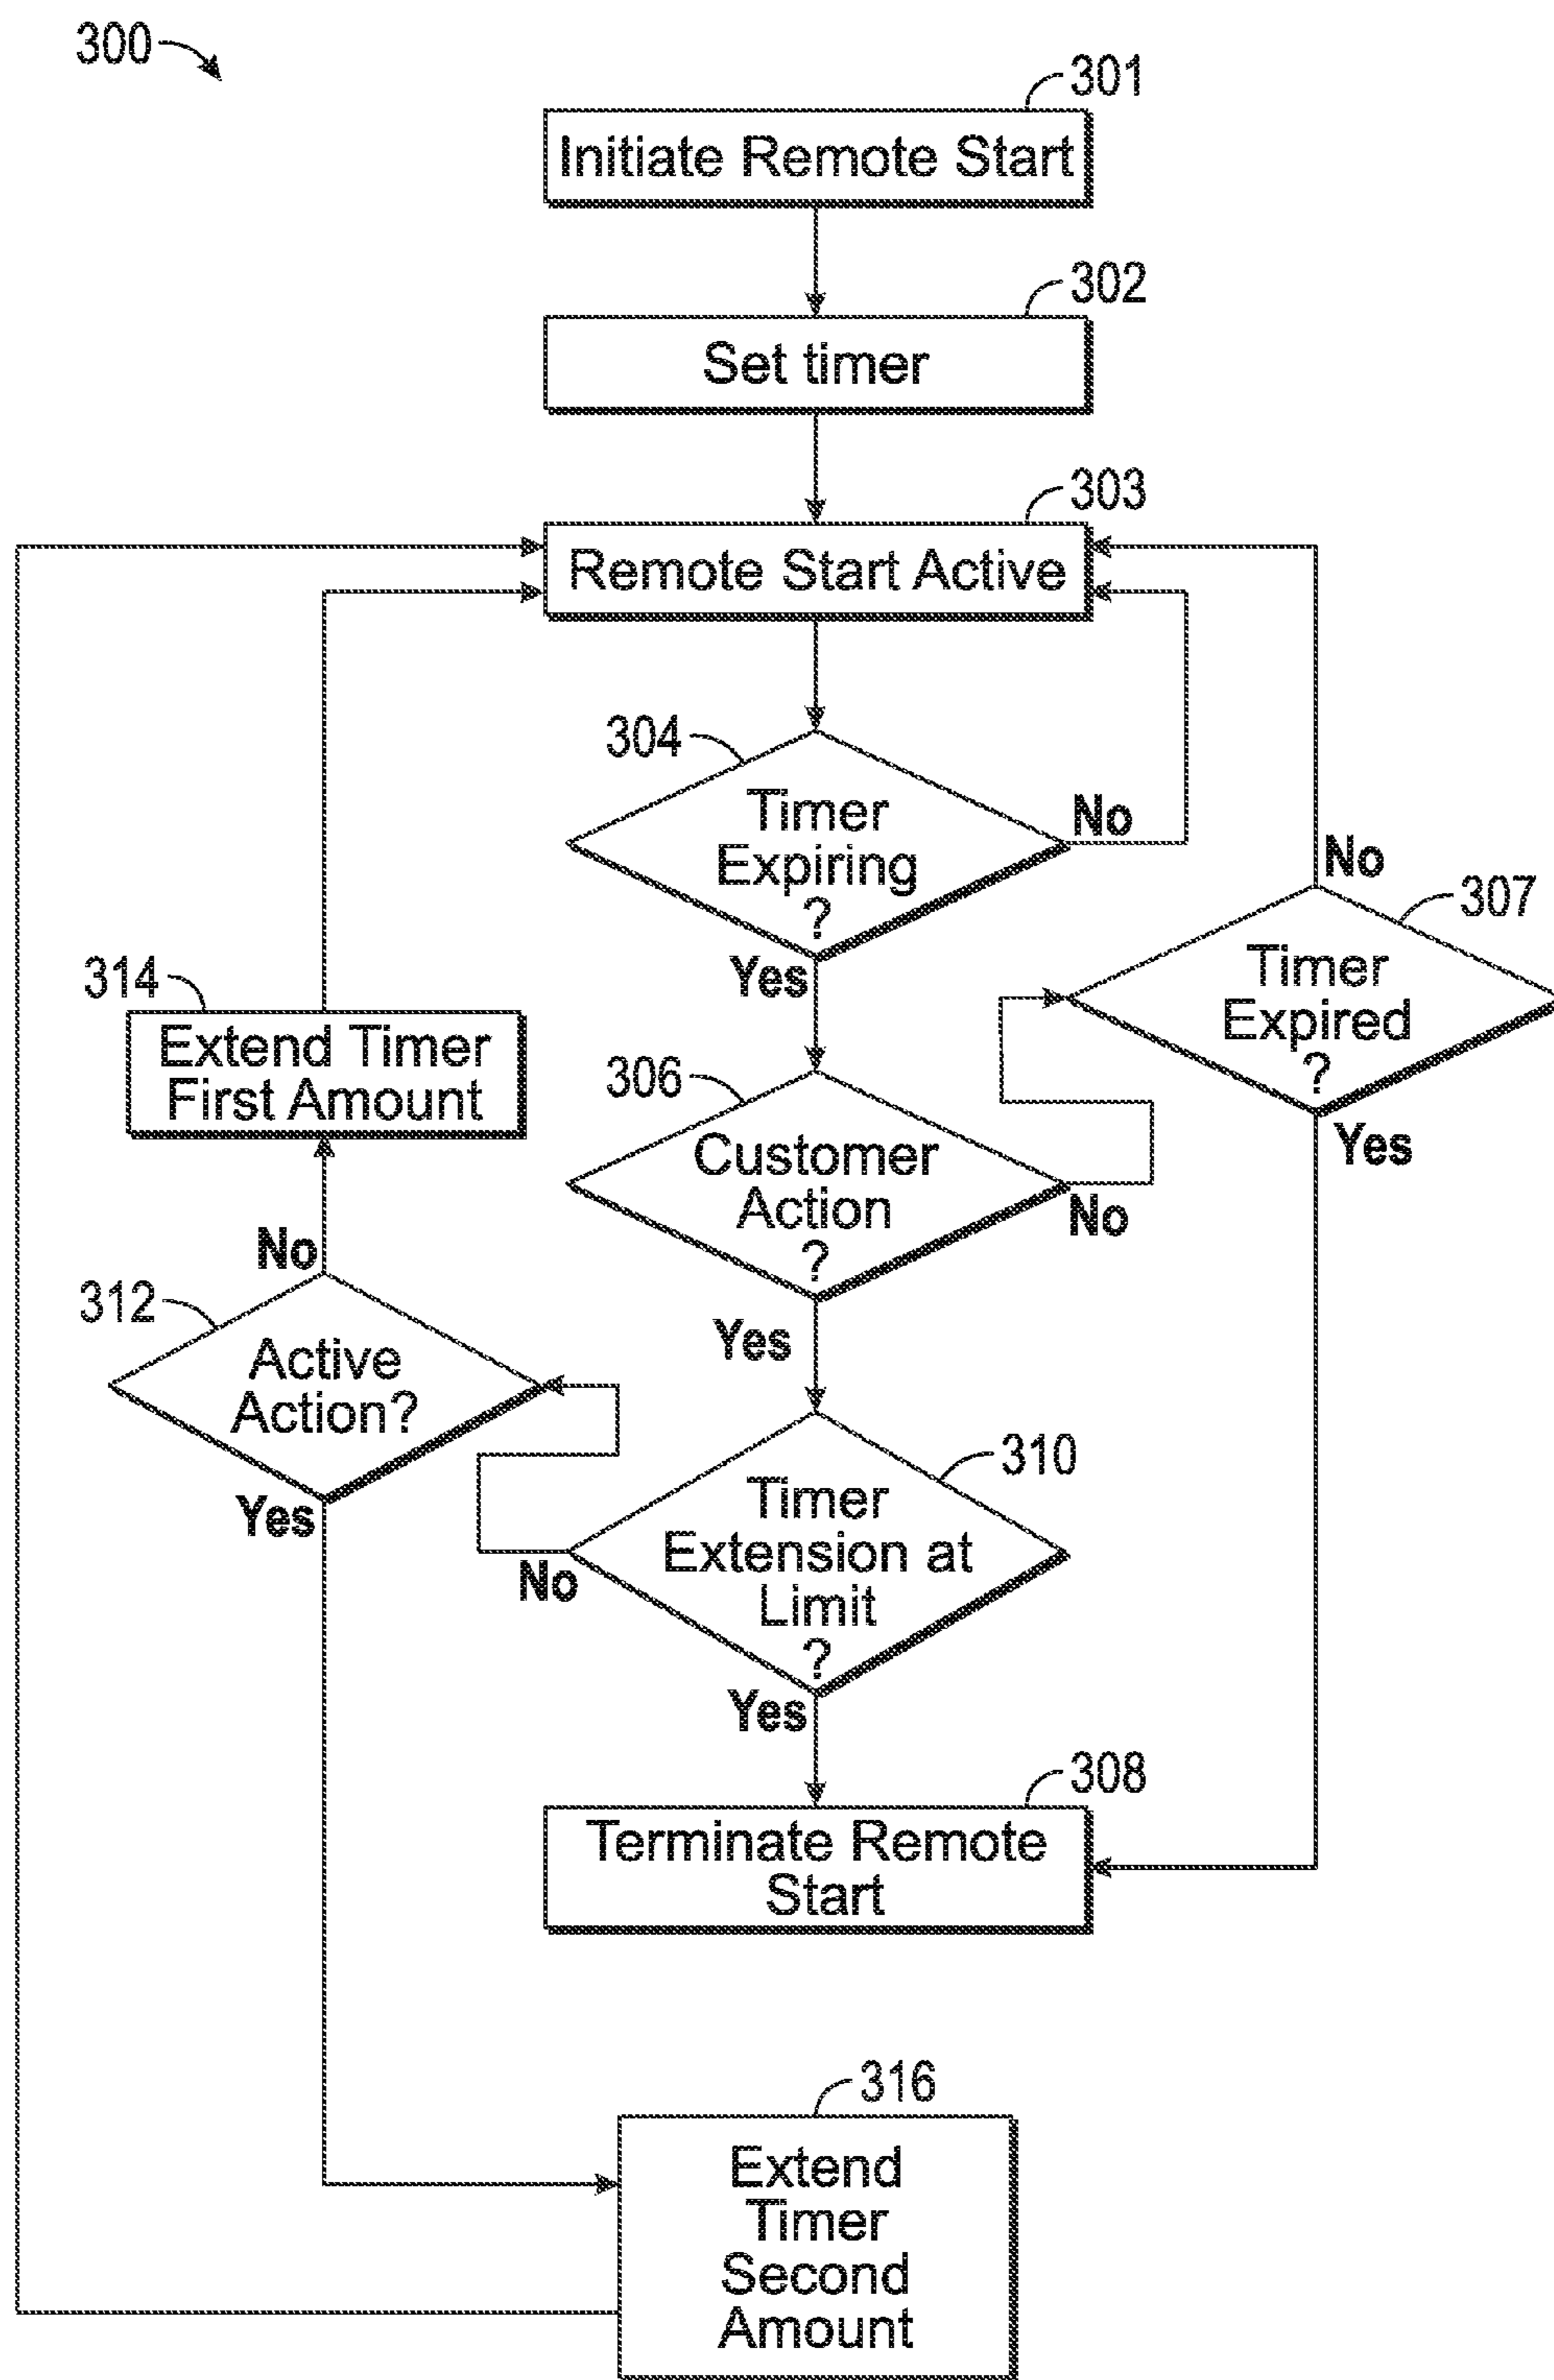 300
301
Initiate Remote Start
302
Set timer
303
Remote Start Active
304
Timer
Expiring
?
No
Yes
307
Timer
Expired
?
No
Yes
314
Extend Timer
First Amount
306
Customer
Action
?
No
Yes
312
Active
Action?
No
Yes
310
Timer
Extension at
Limit
?
No
Yes
308
Terminate Remote
Start
316
Extend
Timer
Second
Amount